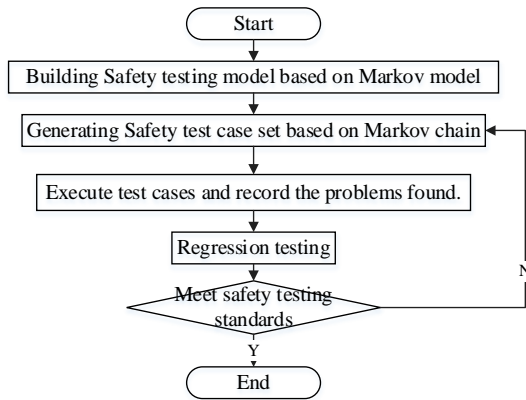 Start
Building Safety testing model based on Markov model
Generating Safety test case set based on Markov chain
Execute test cases and record the problems found.
Regression testing
Meet safety testing
standards
N
Y
End